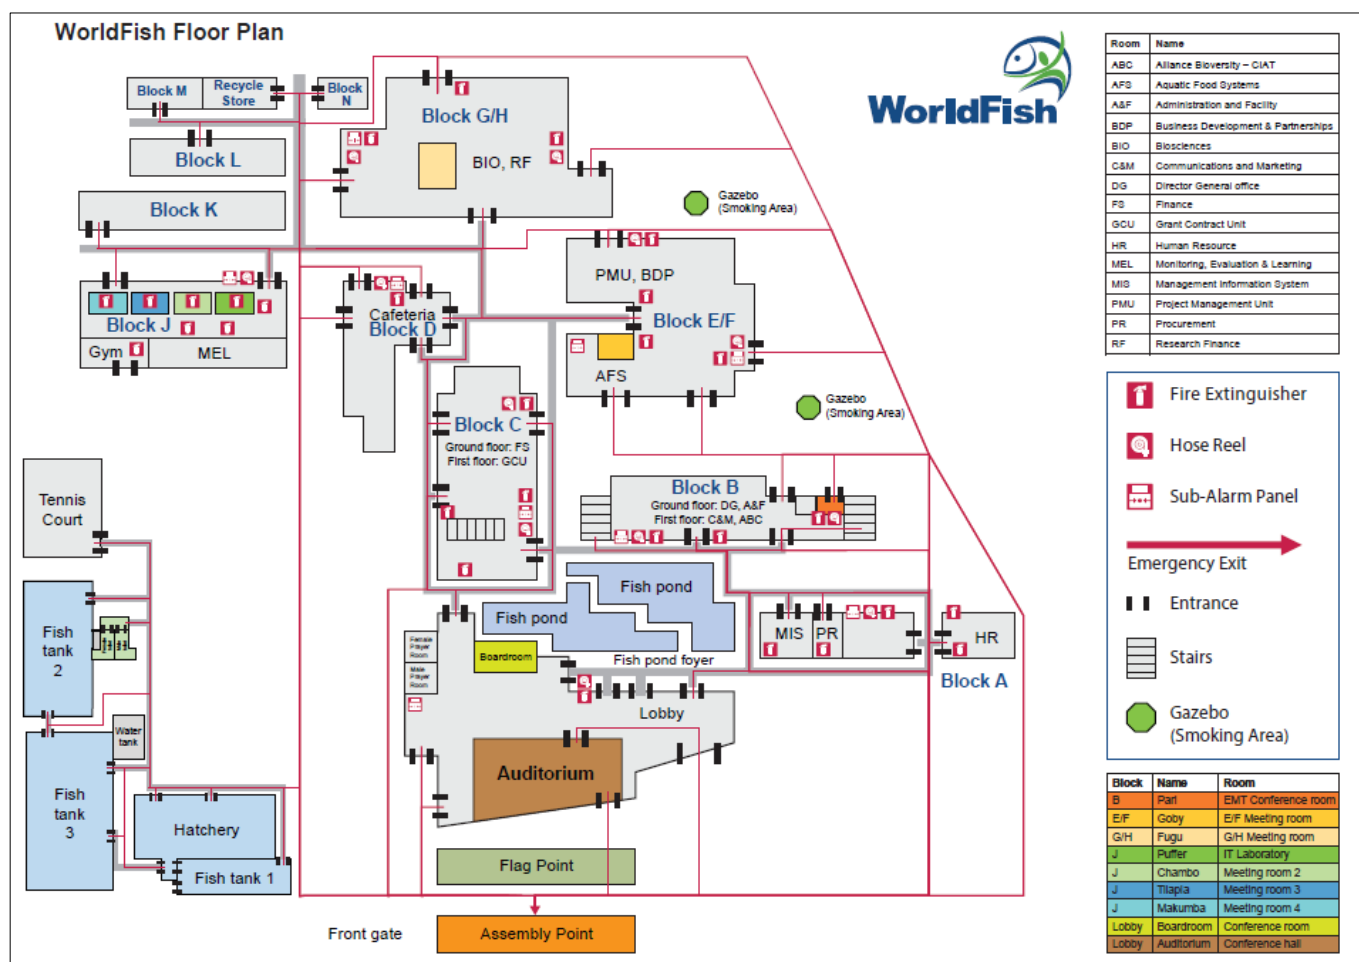 WorldFish Floor Plan
WorldFish
Block M
Recycle
Store
Block
N
Block G/H
BIO, RF
Block L
Block K
Gazebo
(Smoking Area)
PMU, BDP
Block E/F
AFS
Cafeteria
Block D
Block J
Gym
MEL
Gazebo
(Smoking Area)
Block C
Ground floor: FS
First floor: GCU
Block B
Ground floor: DG, A&F
First floor: C&M, ABC
Tennis
Court
Fish
tank
2
Water
tank
Fish
tank
3
Hatchery
Fish tank 1
Fish pond
Fish pond
Fish pond foyer
Female
Prayer
Room
Male
Prayer
Room
Boardroom
Lobby
Auditorium
MIS
PR
HR
Block A
Flag Point
Front gate
Assembly Point
Room Name
ABC Alliance Bioversity – CIAT
AFS Aquatic Food Systems
A&F Administration and Facility
BDP Business Development & Partnerships
BIO Biosciences
C&M Communications and Marketing
DG Director General office
FS Finance
GCU Grant Contract Unit
HR Human Resource
MEL Monitoring, Evaluation & Learning
MIS Management Information System
PMU Project Management Unit
PR Procurement
RF Research Finance
Fire Extinguisher
Hose Reel
Sub-Alarm Panel
Emergency Exit
Entrance
Stairs
Gazebo
(Smoking Area)
Block Name Room
B Pari EMT Conference room
E/F Goby E/F Meeting room
G/H Fugu G/H Meeting room
J Puffer IT Laboratory
J Chambo Meeting room 2
J Tilapia Meeting room 3
J Makumba Meeting room 4
Lobby Boardroom Conference room
Lobby Auditorium Conference hall